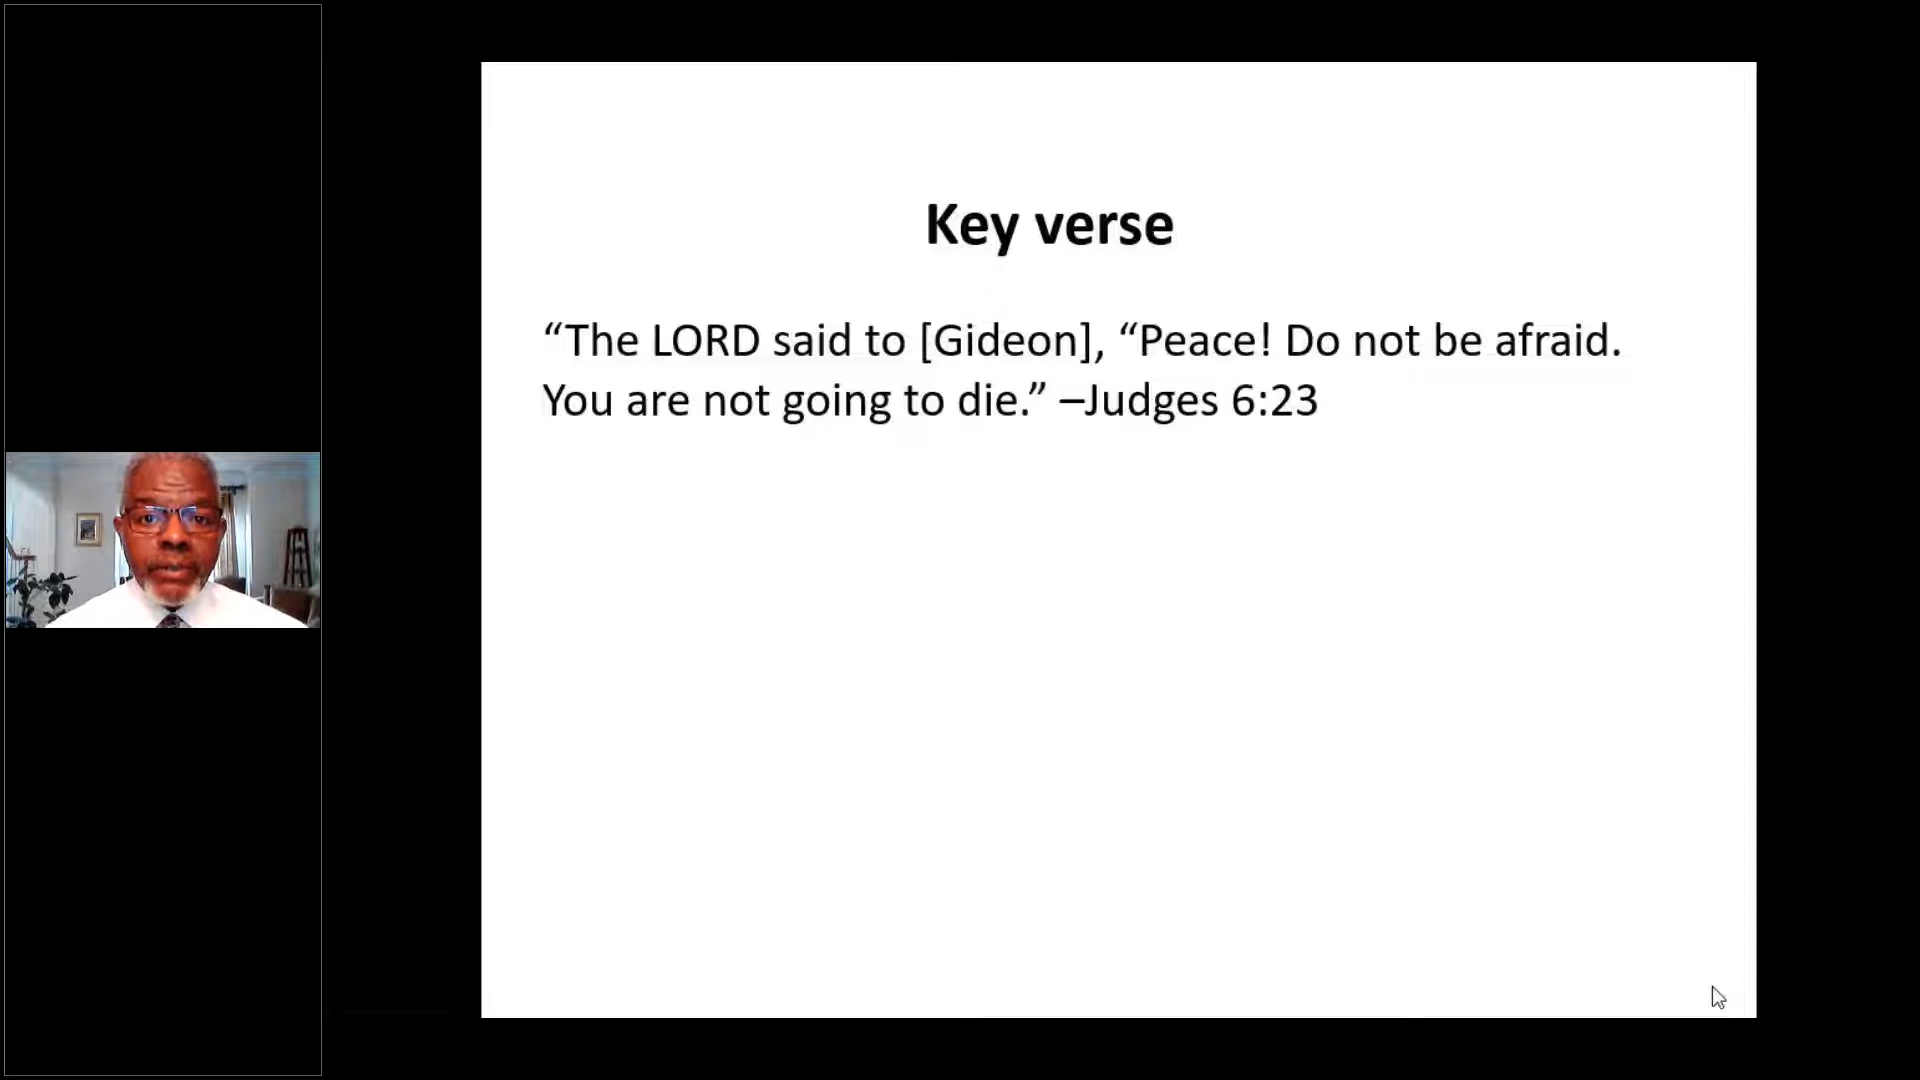 Key verse
“The LORD said to [Gideon], “Peace! Do not be afraid.
You are not going to die.” –Judges 6:23